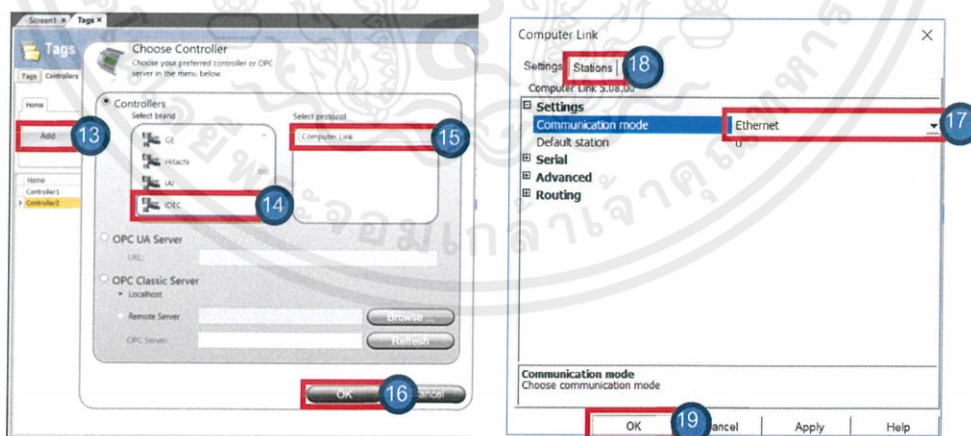 Screen1 x Tags x
Tags
Tags Controllers
Home
Add
13
Name
Controller1
Controller2
Choose Controller
Choose your preferred controller or OPC
server in the menu below
Controllers
Select brand
Select protocol
GE
Hitachi
IAI
IDEC
14
Computer Link
15
OPC UA Server
URL:
OPC Classic Server
Localhost
Remote Server
Browse...
OPC Server:
Refresh
OK
16
ancel
Computer Link
Settings Stations
18
Computer Link 5.08.00
Settings
Communication mode Ethernet
17
Default station 0
Serial
Advanced
Routing
Communication mode
Choose communication mode
OK
19
ancel
Apply
Help